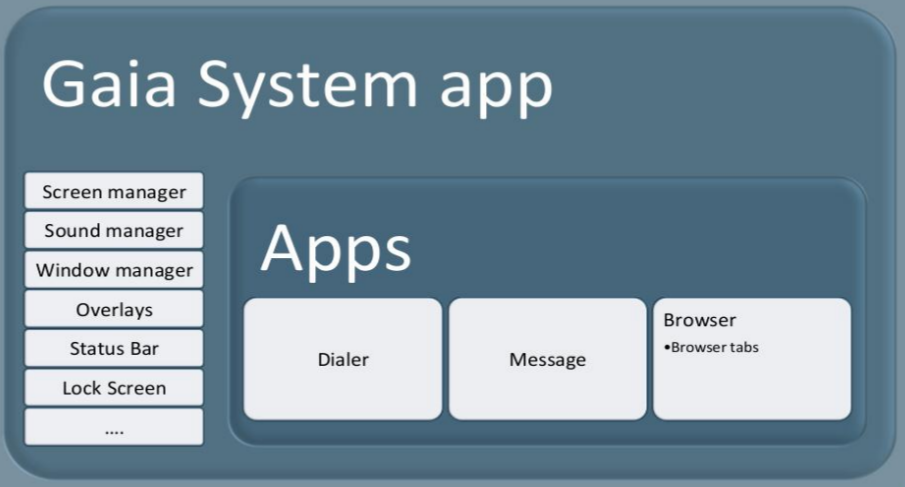 Gaia System app
Screen manager
Sound manager
Window manager
Overlays
Status Bar
Lock Screen
....
Apps
Dialer
Message
Browser
•Browser tabs